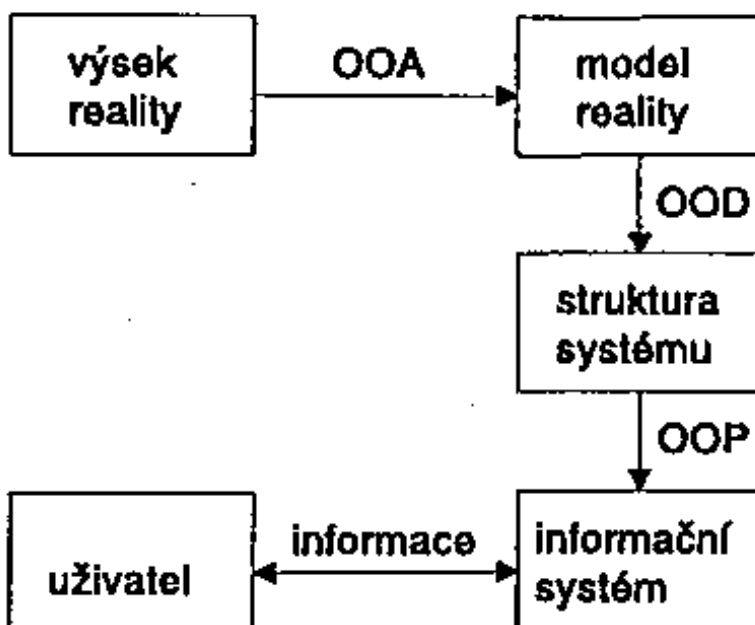 výsek
reality
OOA
model
reality
OOD
struktura
systému
OOP
uživatel
informace
informační
systém